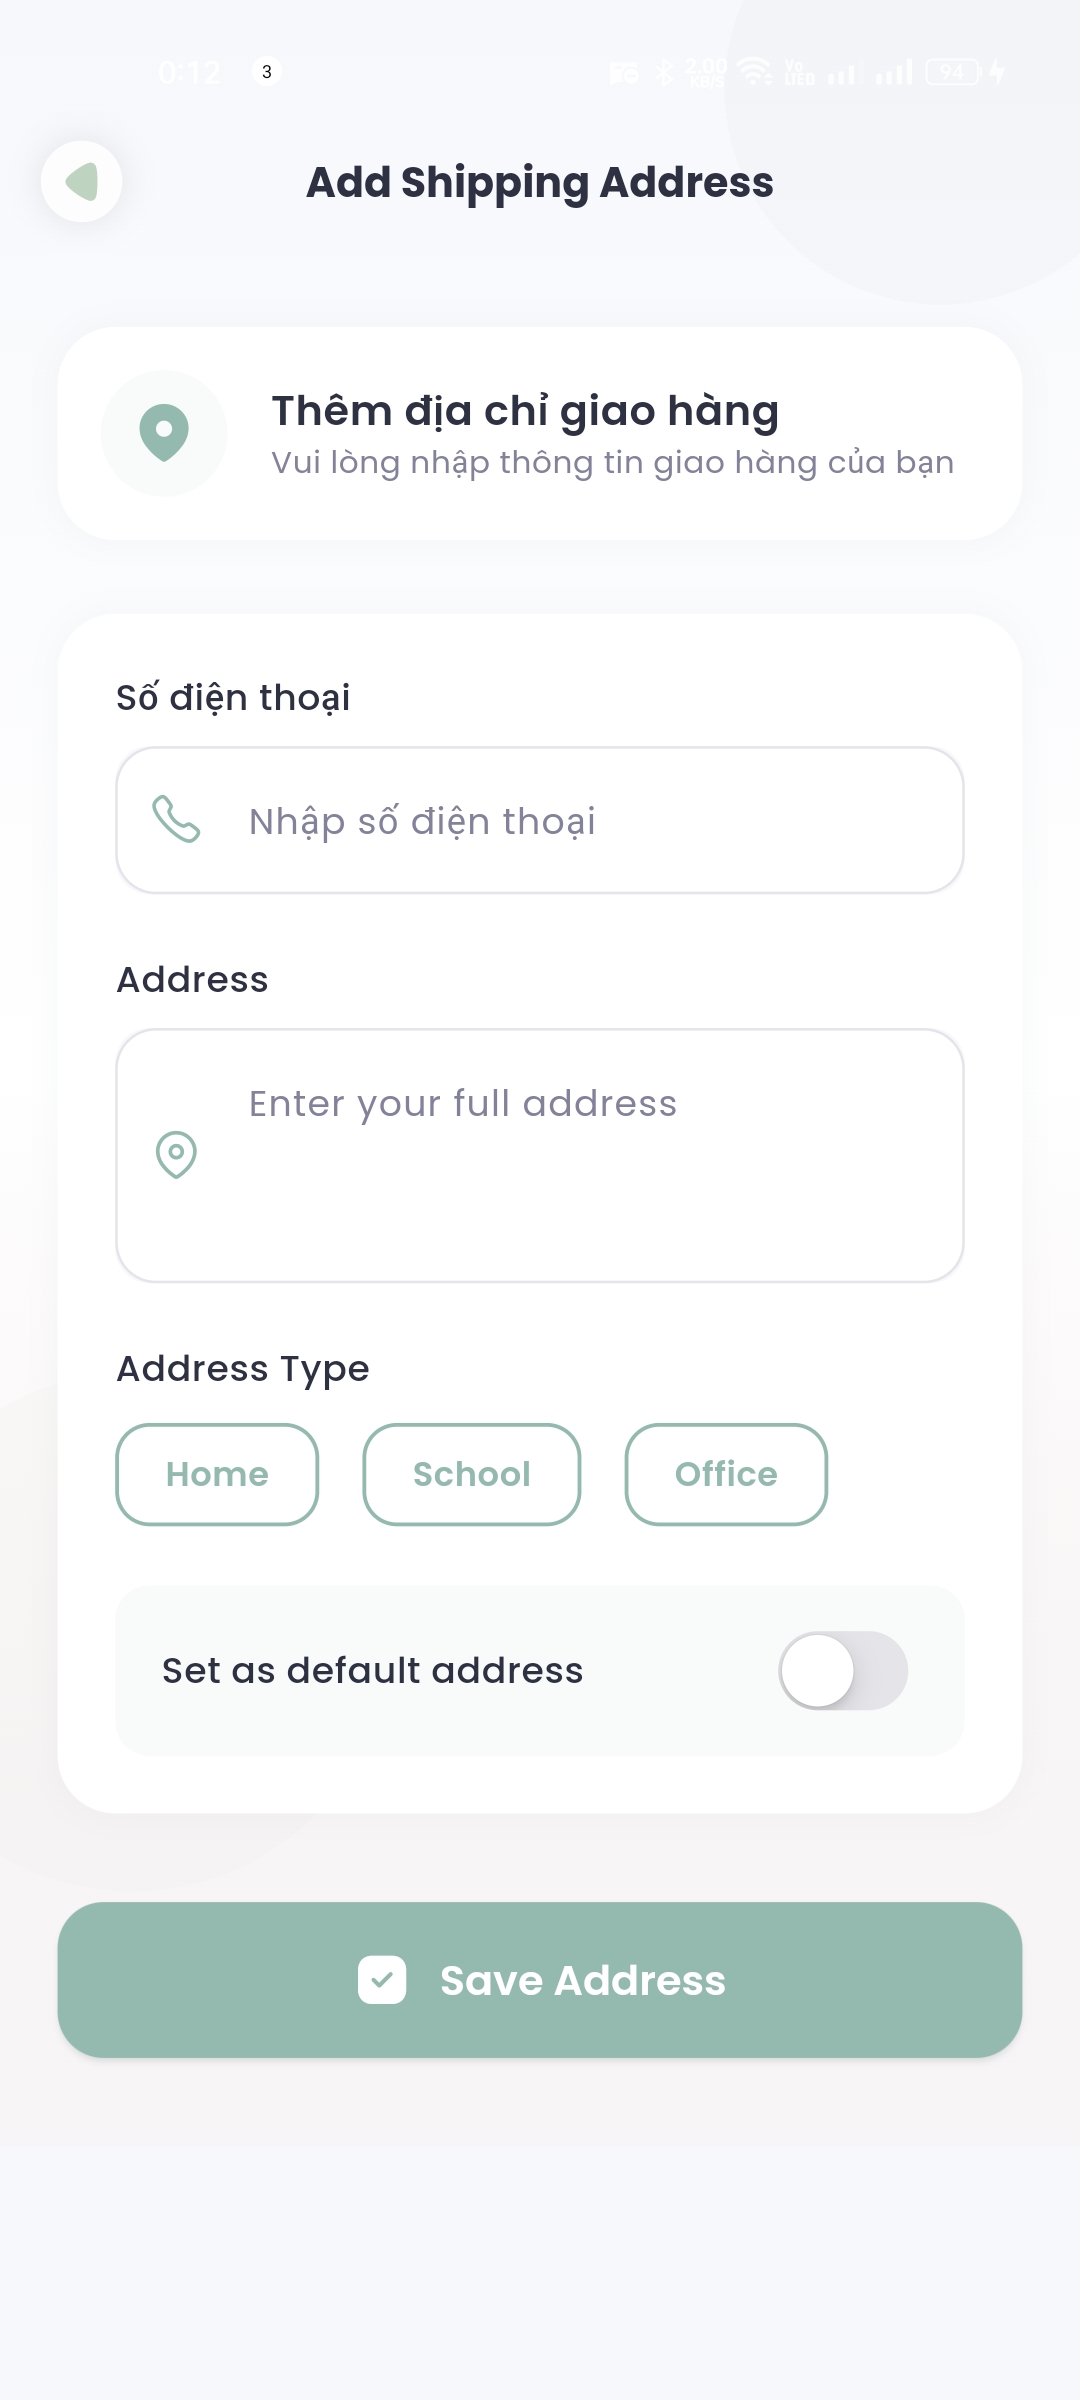 0:12 3 2.00 KB/S Vo LTE 94
Add Shipping Address
Thêm địa chỉ giao hàng
Vui lòng nhập thông tin giao hàng của bạn
Số điện thoại
Nhập số điện thoại
Address
Enter your full address
Address Type
Home School Office
Set as default address
Save Address